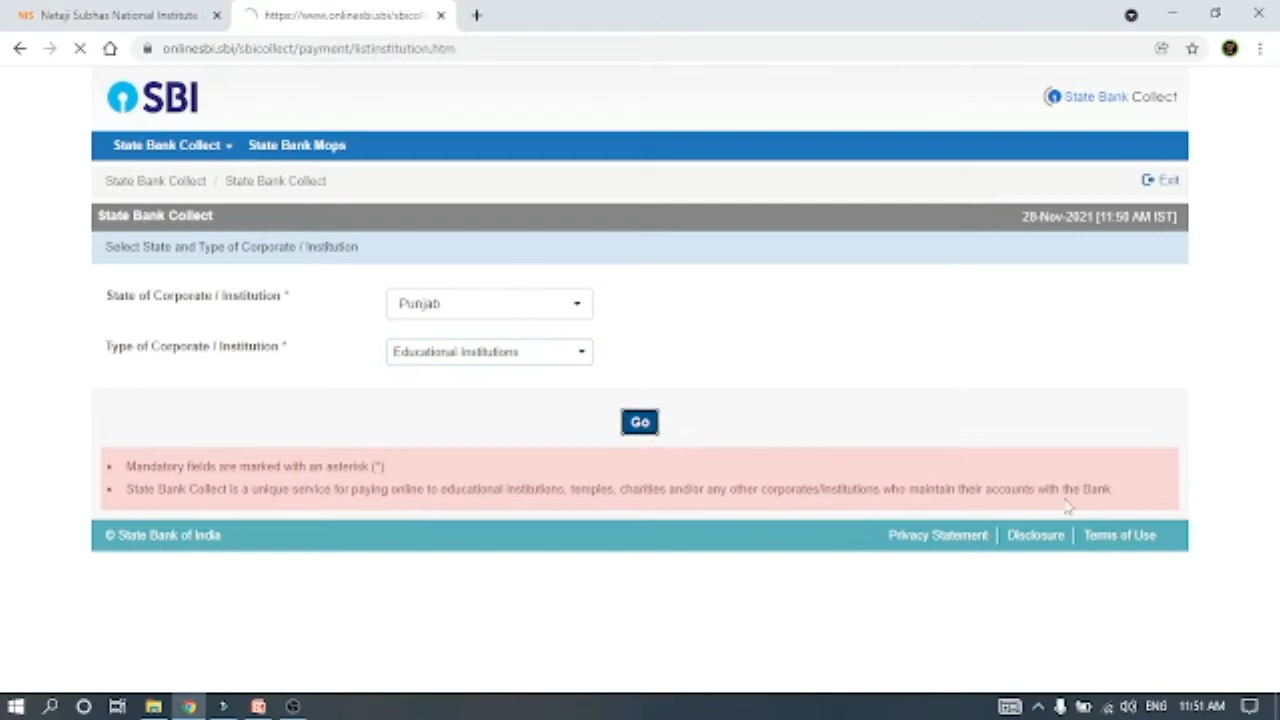 NIS Netaji Subhas National Institute
https://www.onlinesbi.sbi/sbicoll
onlinesbi.sbi/sbicollect/payment/listinstitution.htm
SBI
State Bank Collect
State Bank Collect State Bank Mops
State Bank Collect / State Bank Collect
Exit
State Bank Collect
28-Nov-2021 [11:50 AM IST]
Select State and Type of Corporate / Institution
State of Corporate / Institution *
Punjab
Type of Corporate / Institution *
Educational Institutions
Go
• Mandatory fields are marked with an asterisk (*)
• State Bank Collect is a unique service for paying online to educational institutions, temples, charities and/or any other corporates/institutions who maintain their accounts with the Bank.
© State Bank of India
Privacy Statement | Disclosure | Terms of Use
ENG 11:51 AM